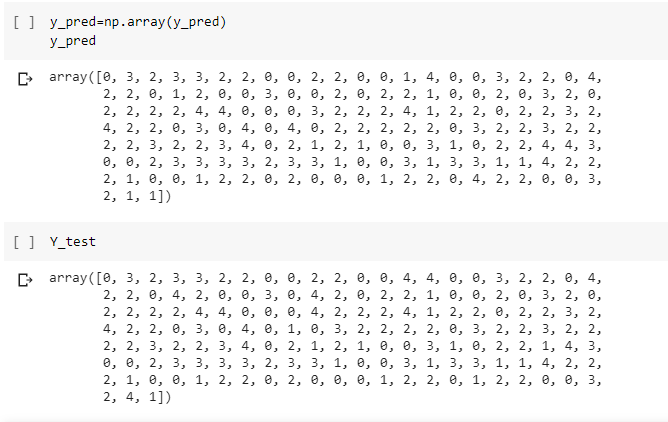 [ ] y_pred=np.array(y_pred)
y_pred
array([0, 3, 2, 3, 3, 2, 2, 0, 0, 2, 2, 0, 0, 1, 4, 0, 0, 3, 2, 2, 0, 4,
2, 2, 0, 1, 2, 0, 0, 3, 0, 0, 2, 0, 2, 2, 1, 0, 0, 2, 0, 3, 2, 0,
2, 2, 2, 2, 4, 4, 0, 0, 0, 3, 2, 2, 2, 4, 1, 2, 2, 0, 2, 2, 3, 2,
4, 2, 2, 0, 3, 0, 4, 0, 4, 0, 2, 2, 2, 2, 2, 0, 3, 2, 2, 3, 2, 2,
2, 2, 3, 2, 2, 3, 4, 0, 2, 1, 2, 1, 0, 0, 3, 1, 0, 2, 2, 4, 4, 3,
0, 0, 2, 3, 3, 3, 3, 2, 3, 3, 1, 0, 0, 3, 1, 3, 3, 1, 1, 4, 2, 2,
2, 1, 0, 0, 1, 2, 2, 0, 2, 0, 0, 0, 1, 2, 2, 0, 4, 2, 2, 0, 0, 3,
2, 1, 1])
[ ] Y_test
array([0, 3, 2, 3, 3, 2, 2, 0, 0, 2, 2, 0, 0, 4, 4, 0, 0, 3, 2, 2, 0, 4,
2, 2, 0, 4, 2, 0, 0, 3, 0, 4, 2, 0, 2, 2, 1, 0, 0, 2, 0, 3, 2, 0,
2, 2, 2, 2, 4, 4, 0, 0, 0, 4, 2, 2, 2, 4, 1, 2, 2, 0, 2, 2, 3, 2,
4, 2, 2, 0, 3, 0, 4, 0, 1, 0, 3, 2, 2, 2, 2, 0, 3, 2, 2, 3, 2, 2,
2, 2, 3, 2, 2, 3, 4, 0, 2, 1, 2, 1, 0, 0, 3, 1, 0, 2, 2, 1, 4, 3,
0, 0, 2, 3, 3, 3, 3, 2, 3, 3, 1, 0, 0, 3, 1, 3, 3, 1, 1, 4, 2, 2,
2, 1, 0, 0, 1, 2, 2, 0, 2, 0, 0, 0, 1, 2, 2, 0, 1, 2, 2, 0, 0, 3,
2, 4, 1])